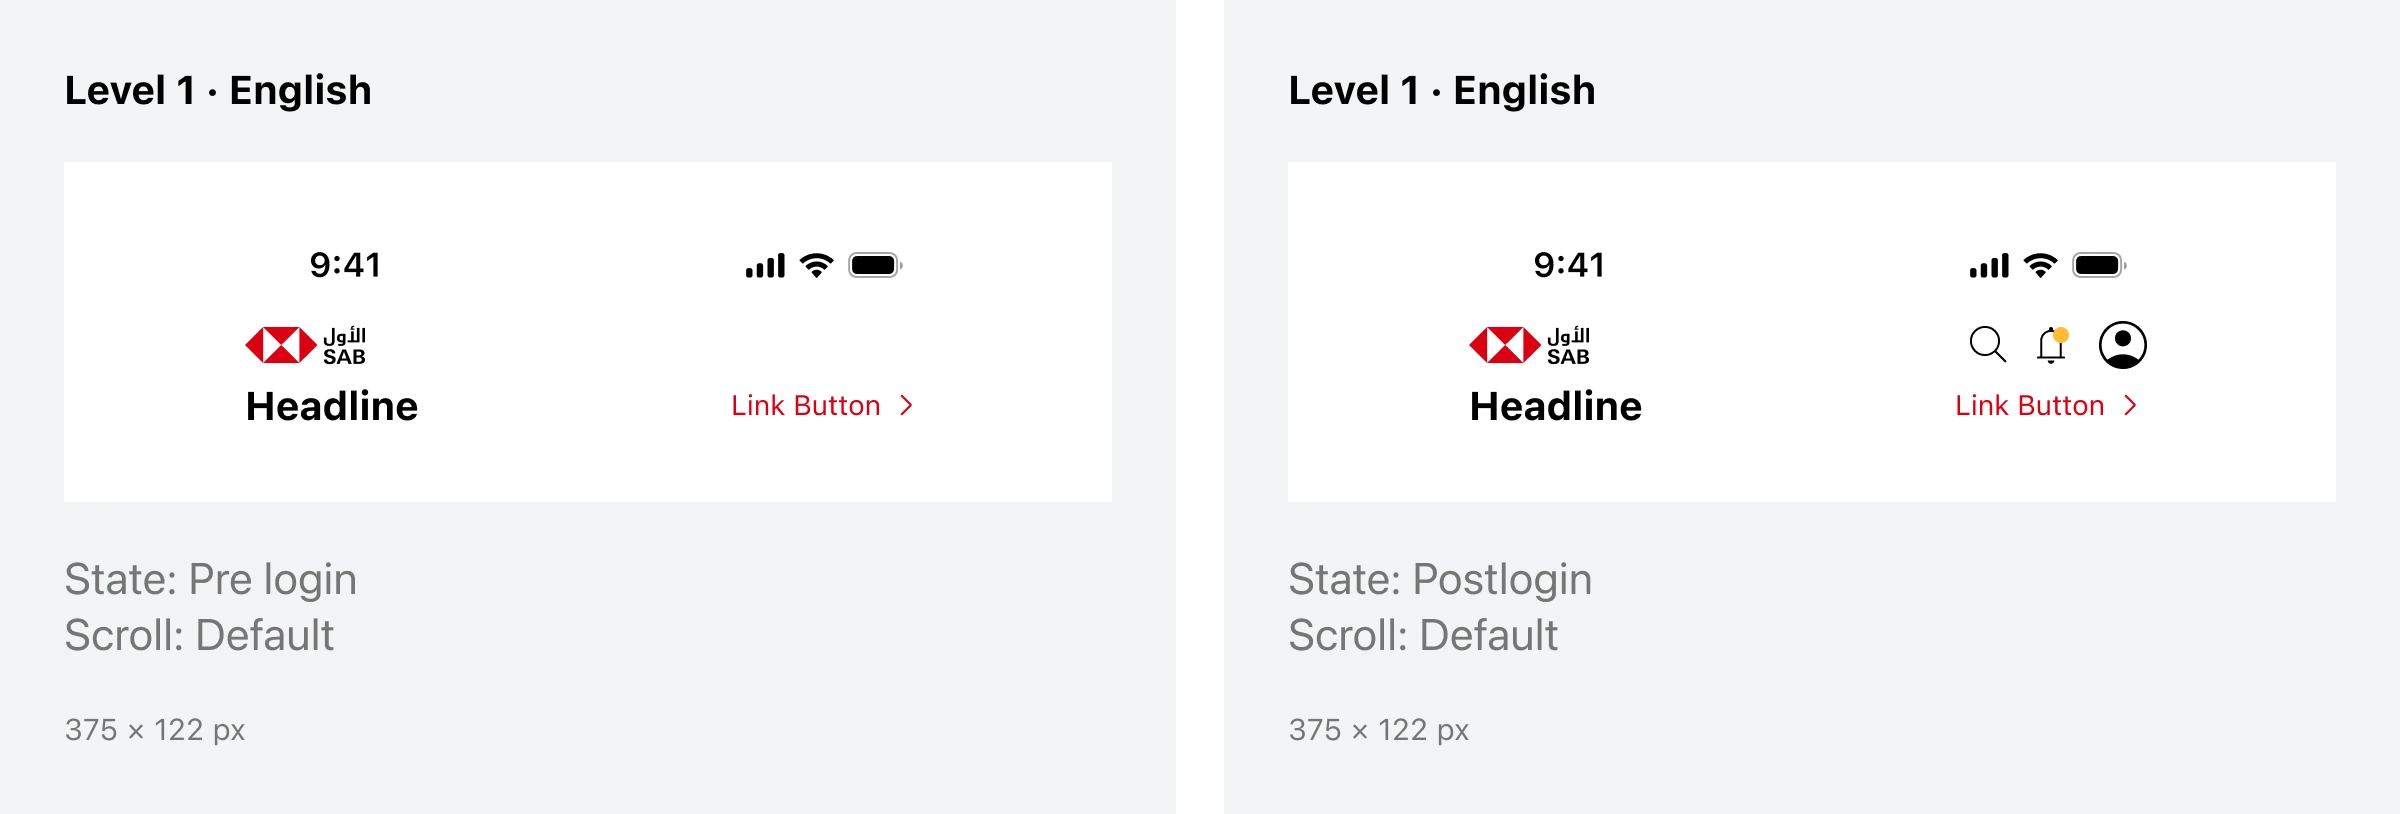 Level 1 · English
9:41
الأول
SAB
Headline
Link Button
State: Pre login
Scroll: Default
375 × 122 px
Level 1 · English
9:41
الأول
SAB
Headline
Link Button
State: Postlogin
Scroll: Default
375 × 122 px